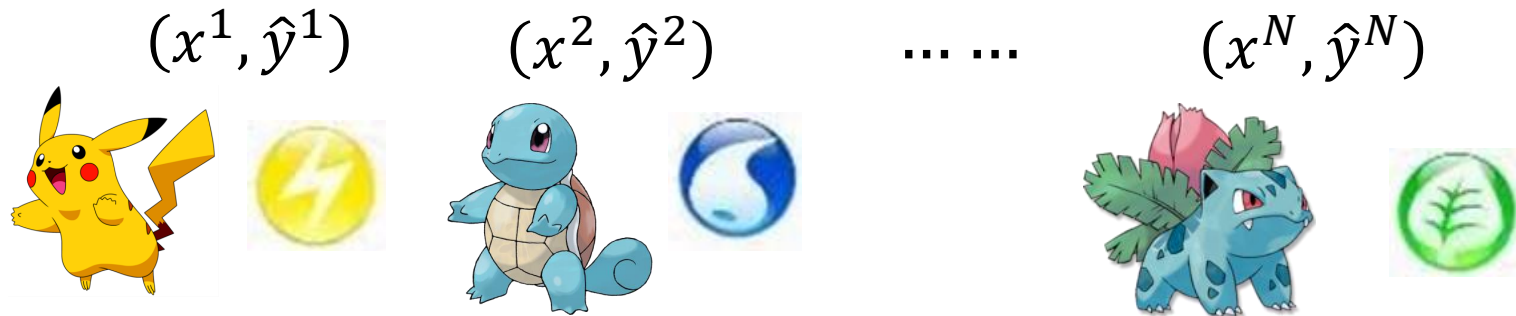 (x¹, ŷ¹) (x², ŷ²) ... ... (xᴺ, ŷᴺ)